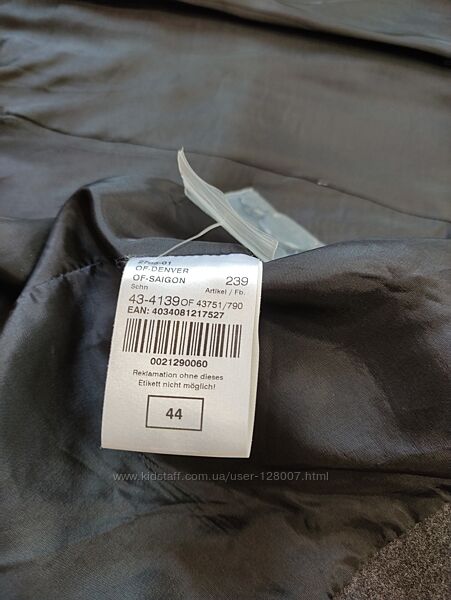 OF-DENVER
OF-SAIGON 239
Schn Artikel / Fb.
43-4139 OF 43751/790
EAN: 4034081217527
0021290060
Reklamation ohne dieses
Etikett nicht möglich!
44
www.kidstaff.com.ua/user-128007.html